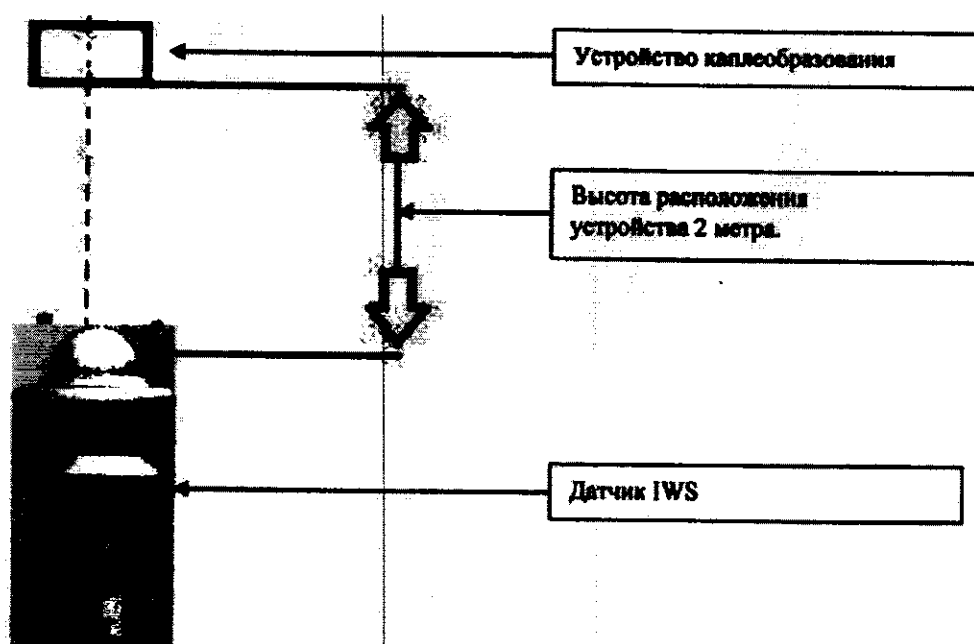 Устройство каплеобразования
Высота расположения
устройства 2 метра.
Датчик IWS